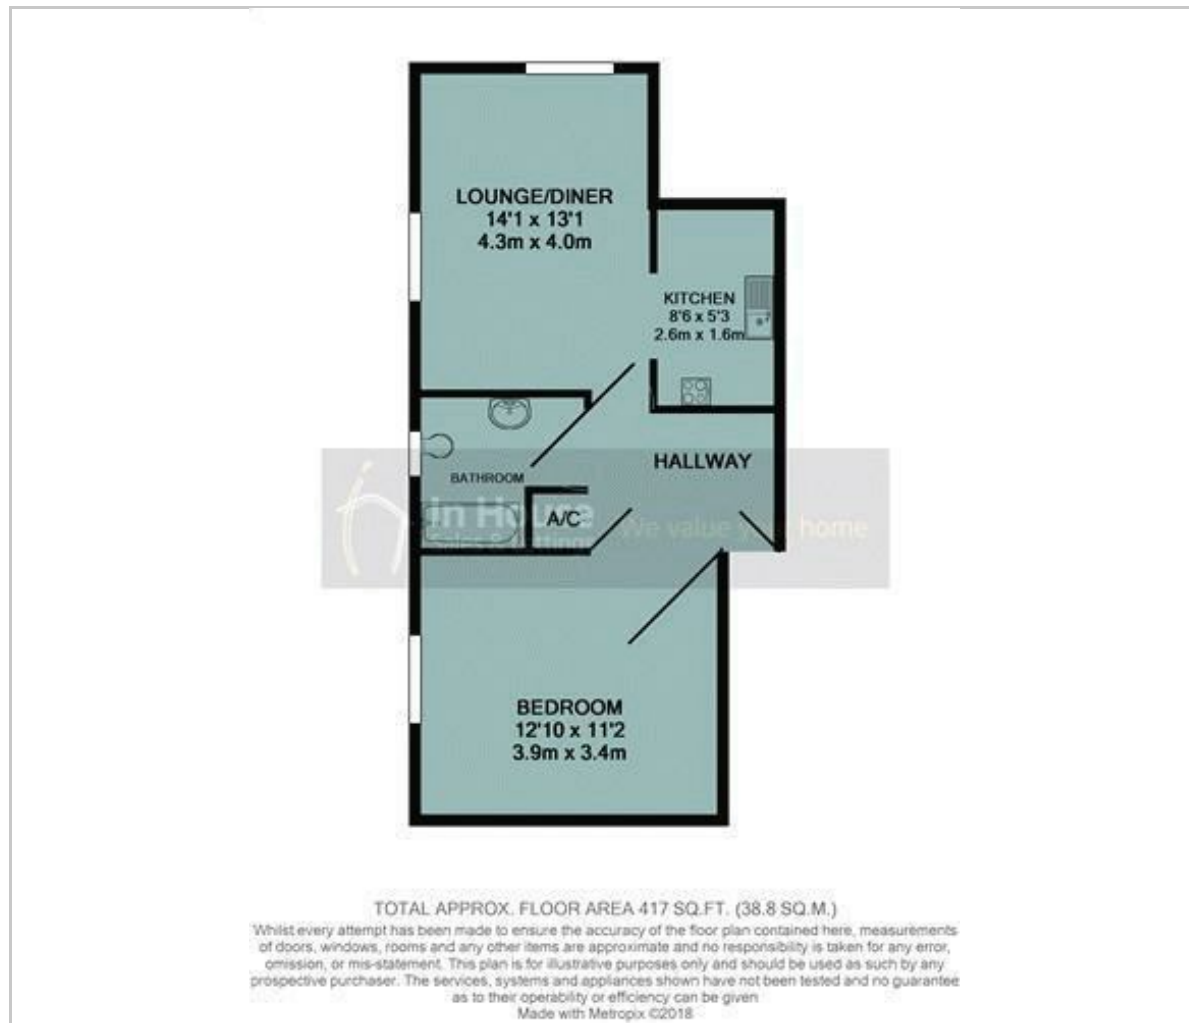 LOUNGE/DINER
14'1 x 13'1
4.3m x 4.0m
KITCHEN
8'6 x 5'3
2.6m x 1.6m
HALLWAY
BATHROOM
A/C
In House
Sales & Lettings
We value your home
BEDROOM
12'10 x 11'2
3.9m x 3.4m
TOTAL APPROX. FLOOR AREA 417 SQ.FT. (38.8 SQ.M.)
Whilst every attempt has been made to ensure the accuracy of the floor plan contained here, measurements
of doors, windows, rooms and any other items are approximate and no responsibility is taken for any error,
omission, or mis-statement. This plan is for illustrative purposes only and should be used as such by any
prospective purchaser. The services, systems and appliances shown have not been tested and no guarantee
as to their operability or efficiency can be given
Made with Metropix ©2018